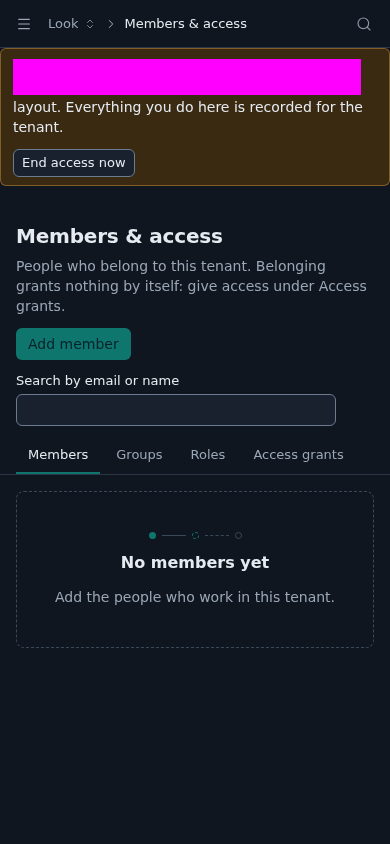 Look
Members & access
layout. Everything you do here is recorded for the
tenant.
End access now
Members & access
People who belong to this tenant. Belonging
grants nothing by itself: give access under Access
grants.
Add member
Search by email or name
Members
Groups
Roles
Access grants
No members yet
Add the people who work in this tenant.